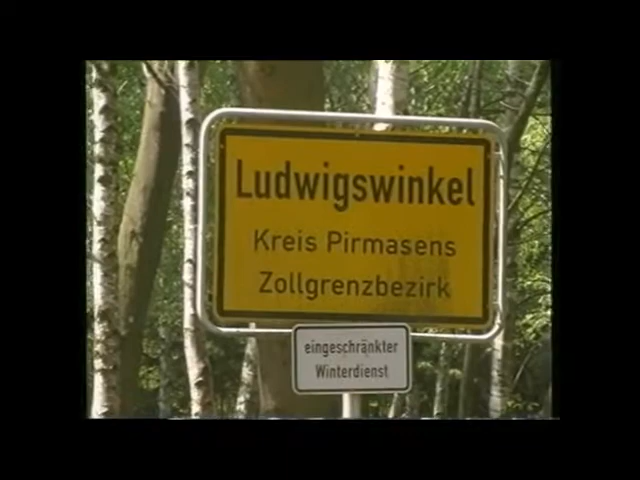 Ludwigswinkel
Kreis Pirmasens
Zollgrenzbezirk
eingeschränkter
Winterdienst